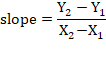 slope = Y₂ − Y₁ / X₂−X₁